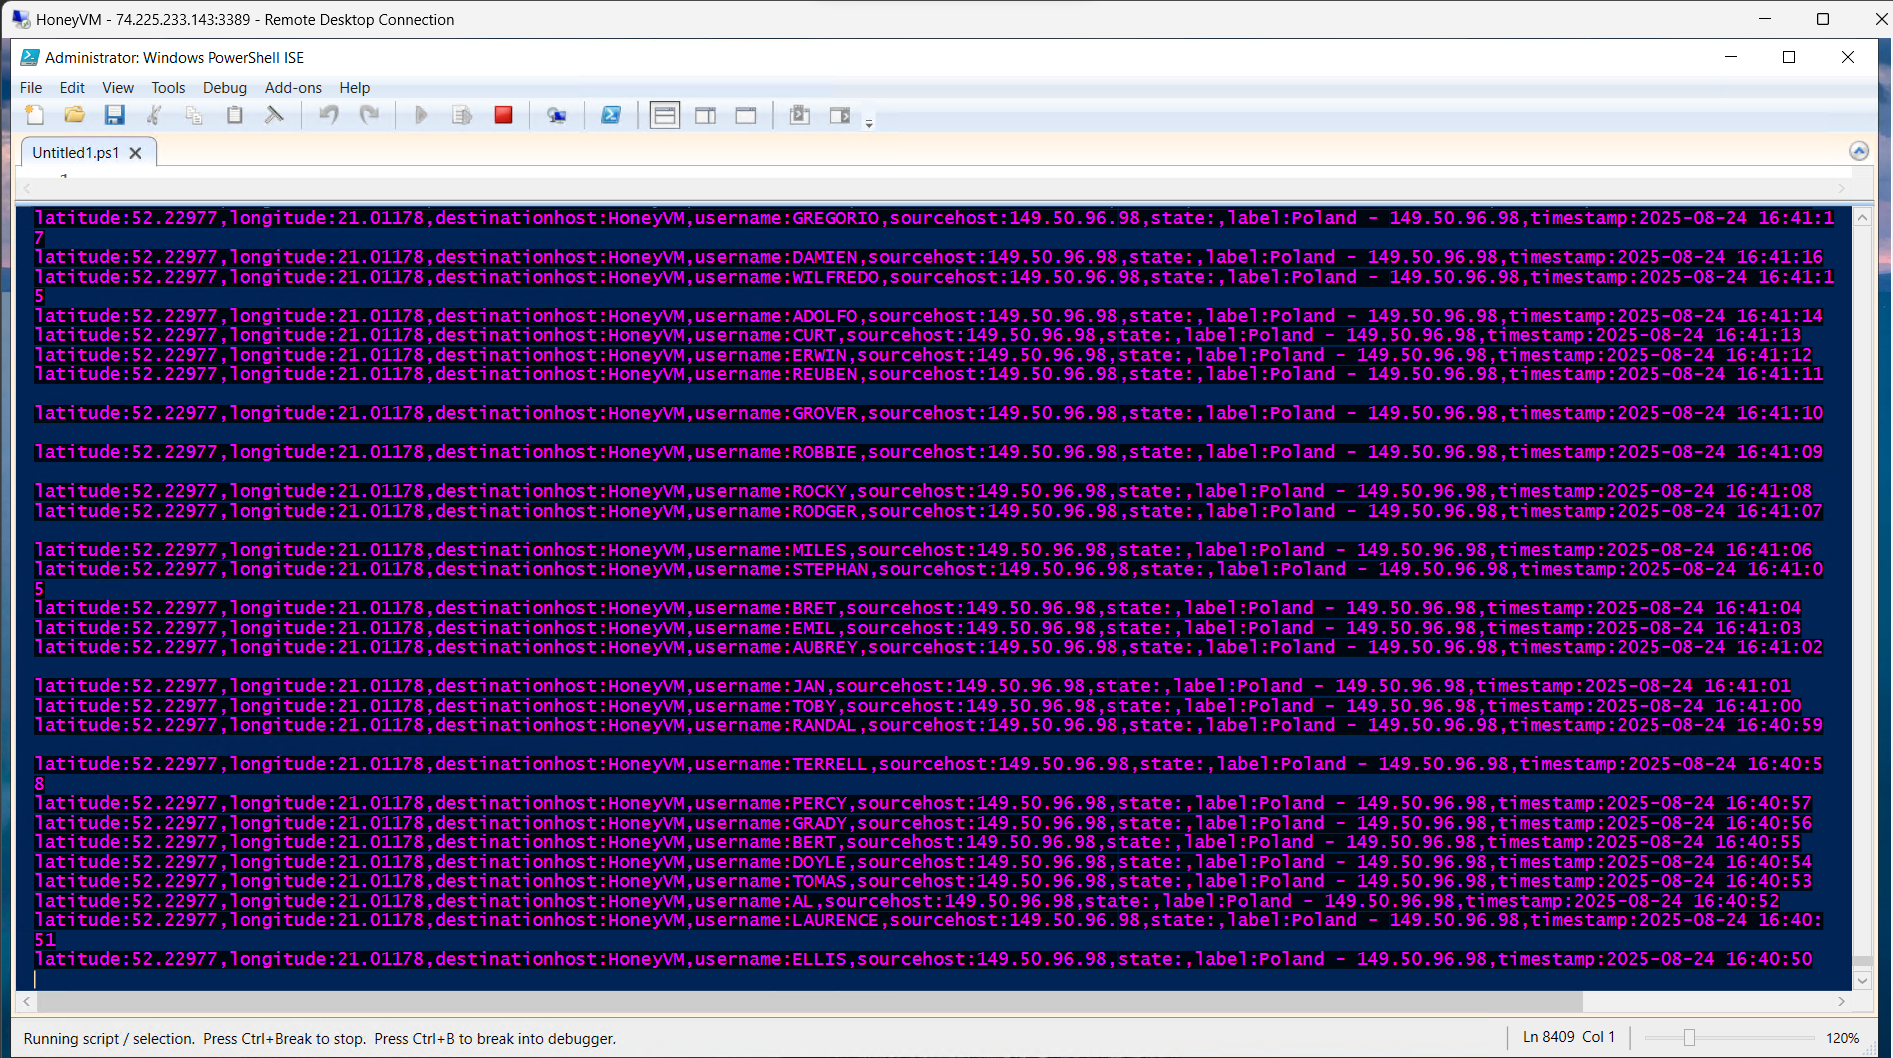 HoneyVM - 74.225.233.143:3389 - Remote Desktop Connection
Administrator: Windows PowerShell ISE
File Edit View Tools Debug Add-ons Help
Untitled1.ps1
latitude:52.22977,longitude:21.01178,destinationhost:HoneyVM,username:GREGORIO,sourcehost:149.50.96.98,state:,label:Poland - 149.50.96.98,timestamp:2025-08-24 16:41:1
7
latitude:52.22977,longitude:21.01178,destinationhost:HoneyVM,username:DAMIEN,sourcehost:149.50.96.98,state:,label:Poland - 149.50.96.98,timestamp:2025-08-24 16:41:16
latitude:52.22977,longitude:21.01178,destinationhost:HoneyVM,username:WILFREDO,sourcehost:149.50.96.98,state:,label:Poland - 149.50.96.98,timestamp:2025-08-24 16:41:1
5
latitude:52.22977,longitude:21.01178,destinationhost:HoneyVM,username:ADOLFO,sourcehost:149.50.96.98,state:,label:Poland - 149.50.96.98,timestamp:2025-08-24 16:41:14
latitude:52.22977,longitude:21.01178,destinationhost:HoneyVM,username:CURT,sourcehost:149.50.96.98,state:,label:Poland - 149.50.96.98,timestamp:2025-08-24 16:41:13
latitude:52.22977,longitude:21.01178,destinationhost:HoneyVM,username:ERWIN,sourcehost:149.50.96.98,state:,label:Poland - 149.50.96.98,timestamp:2025-08-24 16:41:12
latitude:52.22977,longitude:21.01178,destinationhost:HoneyVM,username:REUBEN,sourcehost:149.50.96.98,state:,label:Poland - 149.50.96.98,timestamp:2025-08-24 16:41:11
latitude:52.22977,longitude:21.01178,destinationhost:HoneyVM,username:GROVER,sourcehost:149.50.96.98,state:,label:Poland - 149.50.96.98,timestamp:2025-08-24 16:41:10
latitude:52.22977,longitude:21.01178,destinationhost:HoneyVM,username:ROBBIE,sourcehost:149.50.96.98,state:,label:Poland - 149.50.96.98,timestamp:2025-08-24 16:41:09
latitude:52.22977,longitude:21.01178,destinationhost:HoneyVM,username:ROCKY,sourcehost:149.50.96.98,state:,label:Poland - 149.50.96.98,timestamp:2025-08-24 16:41:08
latitude:52.22977,longitude:21.01178,destinationhost:HoneyVM,username:RODGER,sourcehost:149.50.96.98,state:,label:Poland - 149.50.96.98,timestamp:2025-08-24 16:41:07
latitude:52.22977,longitude:21.01178,destinationhost:HoneyVM,username:MILES,sourcehost:149.50.96.98,state:,label:Poland - 149.50.96.98,timestamp:2025-08-24 16:41:06
latitude:52.22977,longitude:21.01178,destinationhost:HoneyVM,username:STEPHAN,sourcehost:149.50.96.98,state:,label:Poland - 149.50.96.98,timestamp:2025-08-24 16:41:0
5
latitude:52.22977,longitude:21.01178,destinationhost:HoneyVM,username:BRET,sourcehost:149.50.96.98,state:,label:Poland - 149.50.96.98,timestamp:2025-08-24 16:41:04
latitude:52.22977,longitude:21.01178,destinationhost:HoneyVM,username:EMIL,sourcehost:149.50.96.98,state:,label:Poland - 149.50.96.98,timestamp:2025-08-24 16:41:03
latitude:52.22977,longitude:21.01178,destinationhost:HoneyVM,username:AUBREY,sourcehost:149.50.96.98,state:,label:Poland - 149.50.96.98,timestamp:2025-08-24 16:41:02
latitude:52.22977,longitude:21.01178,destinationhost:HoneyVM,username:JAN,sourcehost:149.50.96.98,state:,label:Poland - 149.50.96.98,timestamp:2025-08-24 16:41:01
latitude:52.22977,longitude:21.01178,destinationhost:HoneyVM,username:TOBY,sourcehost:149.50.96.98,state:,label:Poland - 149.50.96.98,timestamp:2025-08-24 16:41:00
latitude:52.22977,longitude:21.01178,destinationhost:HoneyVM,username:RANDAL,sourcehost:149.50.96.98,state:,label:Poland - 149.50.96.98,timestamp:2025-08-24 16:40:59
latitude:52.22977,longitude:21.01178,destinationhost:HoneyVM,username:TERRELL,sourcehost:149.50.96.98,state:,label:Poland - 149.50.96.98,timestamp:2025-08-24 16:40:5
8
latitude:52.22977,longitude:21.01178,destinationhost:HoneyVM,username:PERCY,sourcehost:149.50.96.98,state:,label:Poland - 149.50.96.98,timestamp:2025-08-24 16:40:57
latitude:52.22977,longitude:21.01178,destinationhost:HoneyVM,username:GRADY,sourcehost:149.50.96.98,state:,label:Poland - 149.50.96.98,timestamp:2025-08-24 16:40:56
latitude:52.22977,longitude:21.01178,destinationhost:HoneyVM,username:BERT,sourcehost:149.50.96.98,state:,label:Poland - 149.50.96.98,timestamp:2025-08-24 16:40:55
latitude:52.22977,longitude:21.01178,destinationhost:HoneyVM,username:DOYLE,sourcehost:149.50.96.98,state:,label:Poland - 149.50.96.98,timestamp:2025-08-24 16:40:54
latitude:52.22977,longitude:21.01178,destinationhost:HoneyVM,username:TOMAS,sourcehost:149.50.96.98,state:,label:Poland - 149.50.96.98,timestamp:2025-08-24 16:40:53
latitude:52.22977,longitude:21.01178,destinationhost:HoneyVM,username:AL,sourcehost:149.50.96.98,state:,label:Poland - 149.50.96.98,timestamp:2025-08-24 16:40:52
latitude:52.22977,longitude:21.01178,destinationhost:HoneyVM,username:LAURENCE,sourcehost:149.50.96.98,state:,label:Poland - 149.50.96.98,timestamp:2025-08-24 16:40:
51
latitude:52.22977,longitude:21.01178,destinationhost:HoneyVM,username:ELLIS,sourcehost:149.50.96.98,state:,label:Poland - 149.50.96.98,timestamp:2025-08-24 16:40:50
Running script / selection. Press Ctrl+Break to stop. Press Ctrl+B to break into debugger.
Ln 8409 Col 1
120%